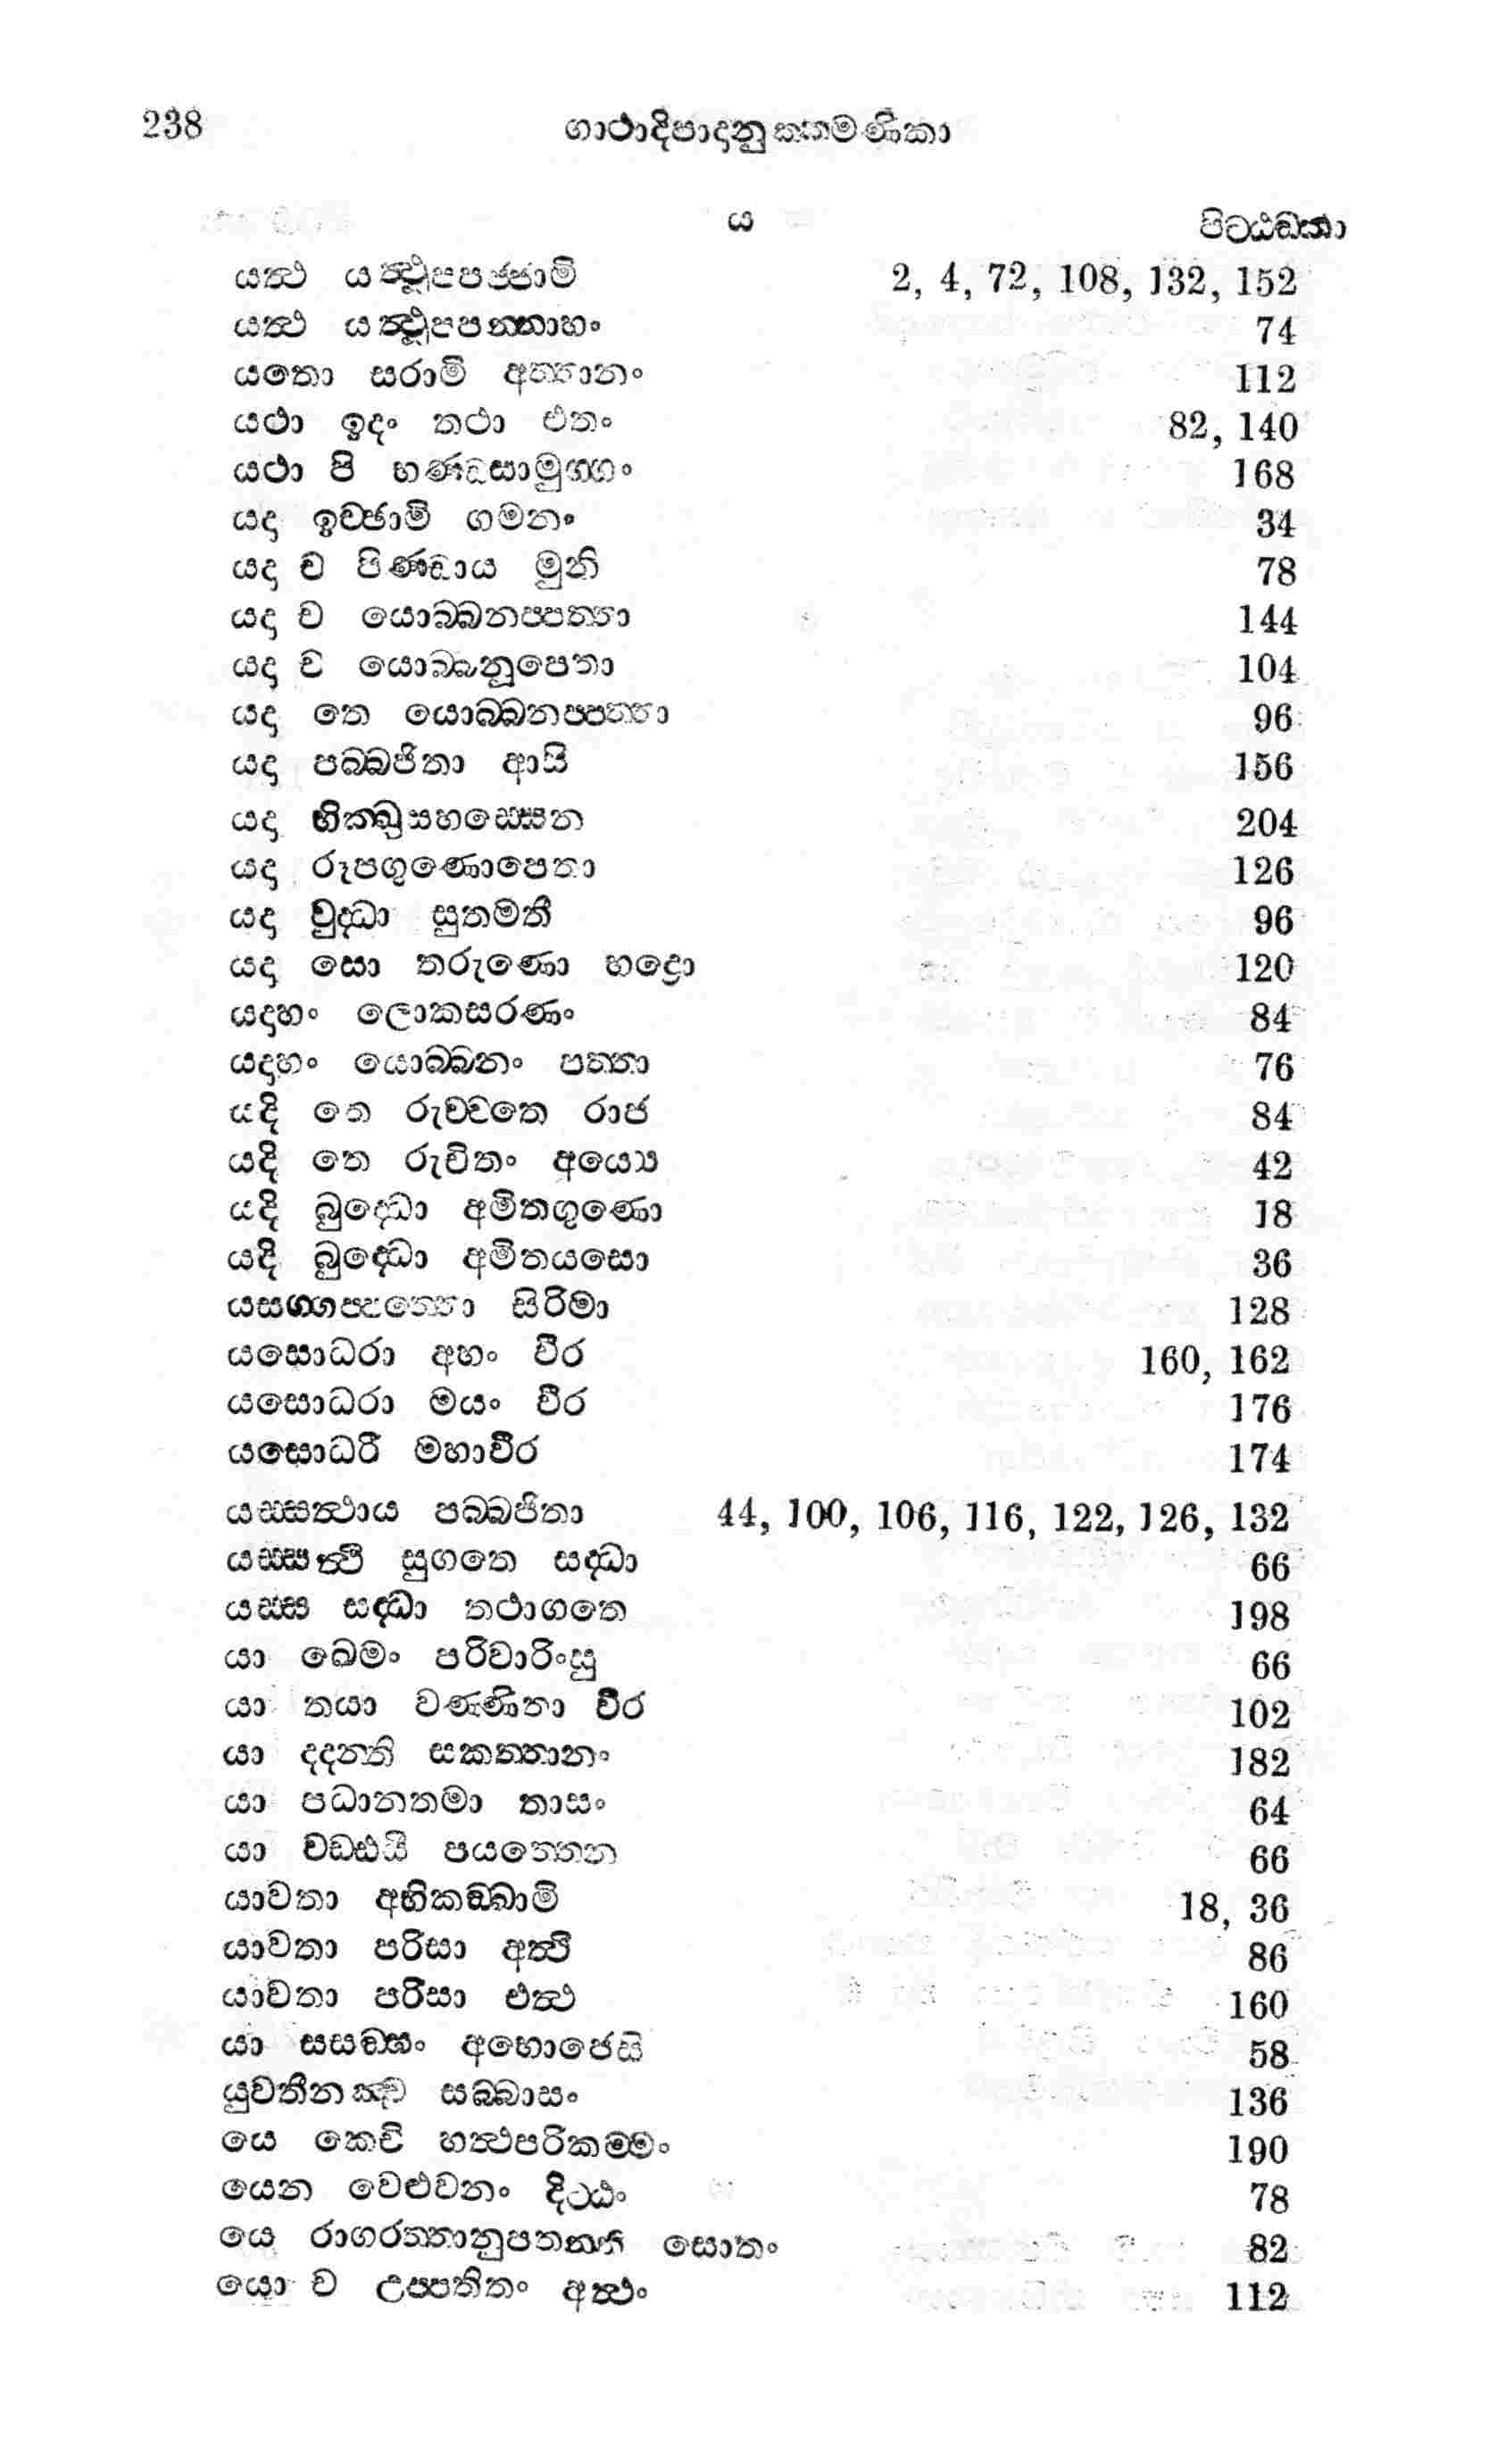 238 ගාථාදිපාදානුක්කමණිකා
ය පිට්ඨඞ්කා
යත්ථ යත්ථූපපජ්ජාමි 2, 4, 72, 108, 132, 152
යත්ථ යත්ථූපපන්නාහං 74
යතො සරාමි අත්තානං 112
යථා ඉදං තථා එතං 82, 140
යථා පි භණ්ඩසාමුග්ගං 168
යදා ඉච්ඡාමි ගමනං 34
යදා ච පිණ්ඩාය මුනි 78
යදා ච යොබ්බනප්පත්තා 144
යදා ච යොබ්බනූපෙතා 104
යදා තෙ යොබ්බනප්පත්තා 96
යදා පබ්බජිතා ආයි 156
යදා භික්ඛුසහස්සෙන 204
යදා රූපගුණොපෙතා 126
යදා වුද්ධා සුතමතී 96
යදා සො තරුණො භද්‍රො 120
යදාහං ලොකසරණං 84
යදාහං යොබ්බනං පත්තා 76
යදි තෙ රුච්චතෙ රාජ 84
යදි තෙ රුචිතං අය්‍යෙ 42
යදි බුද්ධො අමිතගුණො 18
යදි බුද්ධො අමිතයසො 36
යසග්ගප්පත්තො සිරිමා 128
යසොධරා අහං වීර 160, 162
යසොධරා මයං වීර 176
යසොධරී මහාවීර 174
යස්සත්ථාය පබ්බජිතා 44, 100, 106, 116, 122, 126, 132
යස්සත්ථි සුගතෙ සද්ධා 66
යස්ස සද්ධා තථාගතෙ 198
යා ඛෙමං පරිවාරිංසු 66
යා තයා වණ්ණිතා වීර 102
යා දදන්ති සකත්තානං 182
යා පධානතමා තාසං 64
යා වඩ්ඪයී පයත්තෙන 66
යාවතා අභිකඞ්ඛාමි 18, 36
යාවතා පරිසා අත්ථි 86
යාවතා පරිසා එත්ථ 160
යා සසඞ්ඝං අභොජෙසි 58
යුවතීනඤ්ච සබ්බාසං 136
යෙ කෙචි හත්ථපරිකම්මං 190
යෙන වෙළුවනං දිට්ඨං 78
යෙ රාගරත්තානුපතන්ති සොතං 82
යො ච උප්පතිතං අත්ථං 112